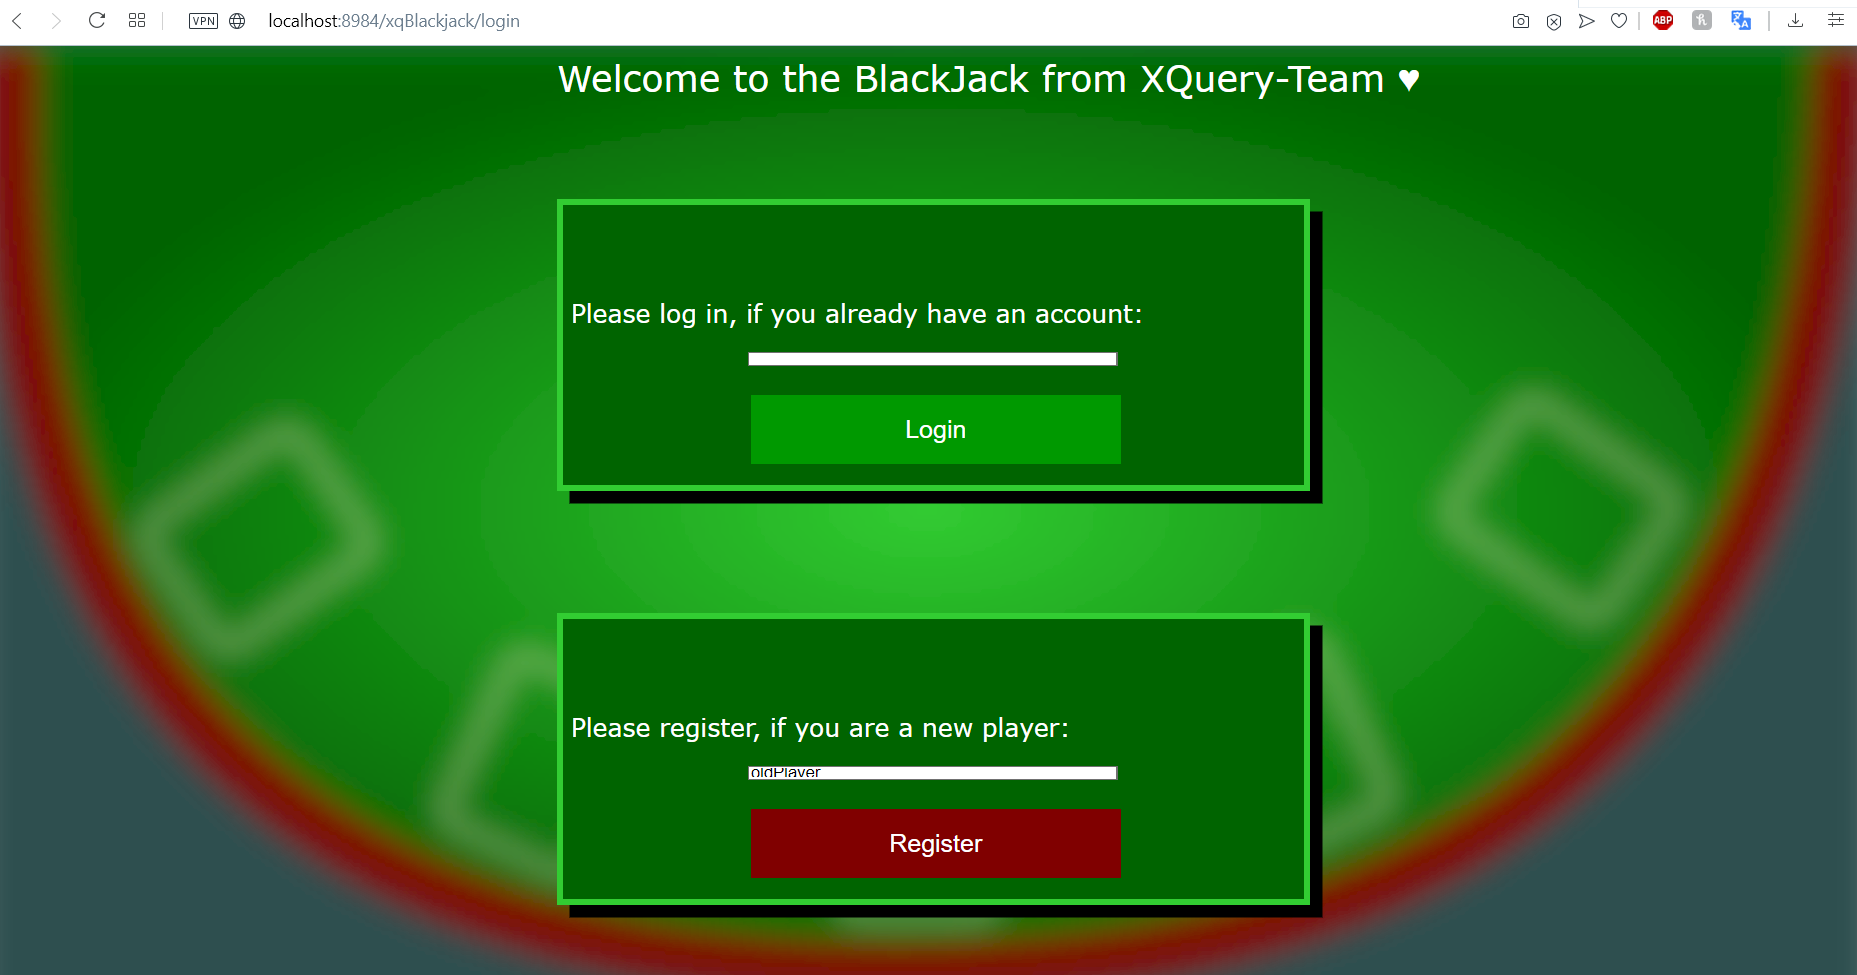 VPN localhost:8984/xqBlackjack/login ABP
Welcome to the BlackJack from XQuery-Team ♥
Please log in, if you already have an account:
Login
Please register, if you are a new player:
oldPlayer
Register